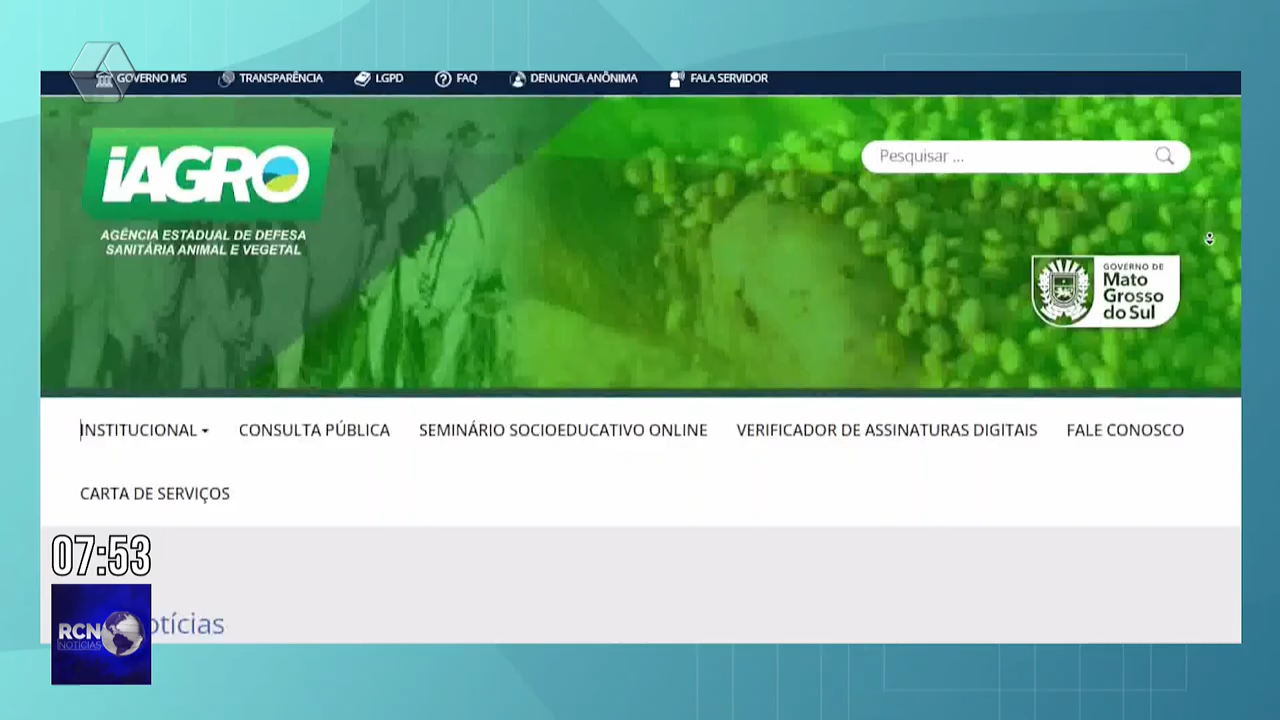 GOVERNO MS TRANSPARÊNCIA LGPD FAQ DENUNCIA ANÔNIMA FALA SERVIDOR
iAGRO
AGÊNCIA ESTADUAL DE DEFESA
SANITÁRIA ANIMAL E VEGETAL
Pesquisar ...
GOVERNO DE
Mato
Grosso
do Sul
INSTITUCIONAL CONSULTA PÚBLICA SEMINÁRIO SOCIOEDUCATIVO ONLINE VERIFICADOR DE ASSINATURAS DIGITAIS FALE CONOSCO
CARTA DE SERVIÇOS
07:53
otícias
RCN
NOTÍCIAS